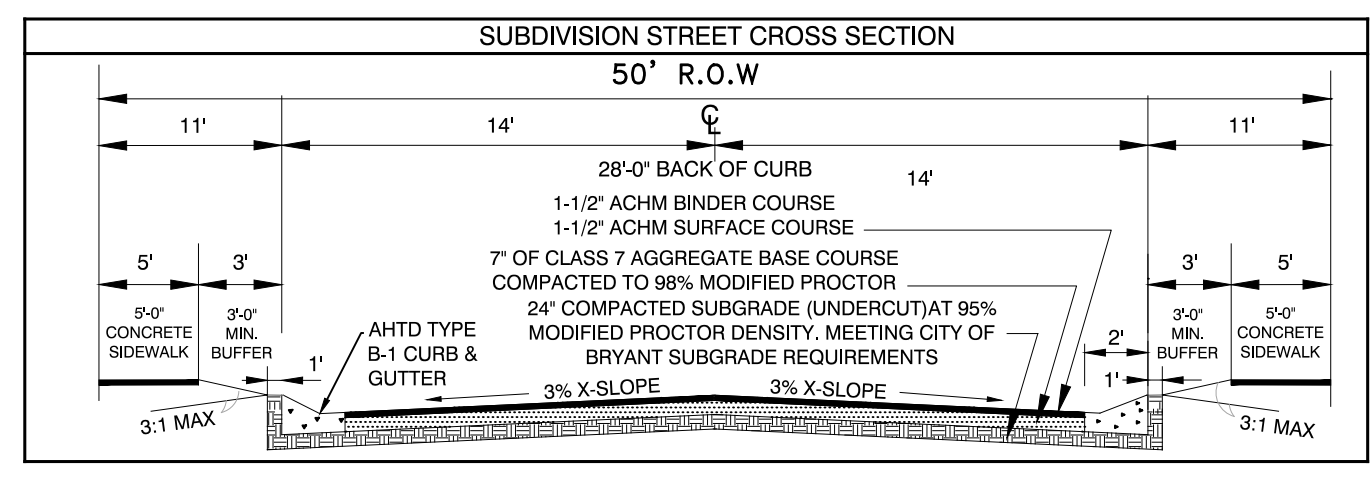 SUBDIVISION STREET CROSS SECTION
50' R.O.W
11'
14'
℄
14'
11'
28'-0" BACK OF CURB
1-1/2" ACHM BINDER COURSE
1-1/2" ACHM SURFACE COURSE
7" OF CLASS 7 AGGREGATE BASE COURSE
COMPACTED TO 98% MODIFIED PROCTOR
24" COMPACTED SUBGRADE (UNDERCUT)AT 95%
MODIFIED PROCTOR DENSITY. MEETING CITY OF
BRYANT SUBGRADE REQUIREMENTS
5'
3'
5'-0"
CONCRETE
SIDEWALK
3'-0"
MIN.
BUFFER
1'
AHTD TYPE
B-1 CURB &
GUTTER
3% X-SLOPE
3% X-SLOPE
2'
1'
3'
5'
3'-0"
MIN.
BUFFER
5'-0"
CONCRETE
SIDEWALK
3:1 MAX
3:1 MAX